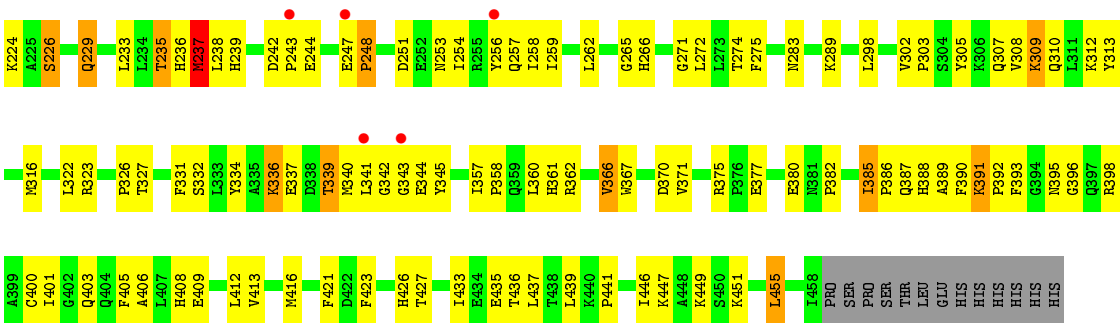 K224 A225 S226 Q229 L233 L234 T235 H236 M237 L238 H239 D242 P243 E244 E247 P248 D251 E252 N253 I254 R255 Y256 Q257 I258 I259 L262 G265 H266 G271 L272 L273 T274 F275 N283 K289 L298 V302 P303 S304 Y305 K306 Q307 V308 K309 Q310 L311 K312 Y313
M316 L322 R323 P326 T327 F331 S332 L333 Y334 A335 K336 E337 D338 T339 M340 L341 G342 G343 E344 Y345 I357 P358 Q359 L360 H361 R362 V366 W367 D370 V371 R375 P376 E377 E380 N381 P382 I385 P386 Q387 H388 A389 F390 K391 P392 F393 G394 N395 G396 Q397 R398
A399 C400 I401 G402 Q403 Q404 F405 A406 L407 H408 E409 L412 V413 M416 F421 D422 F423 H426 T427 I433 E434 E435 T436 L437 T438 L439 K440 P441 I446 K447 A448 K449 S450 K451 L455 I458 PRO SER PRO SER THR LEU GLU HIS HIS HIS HIS HIS HIS